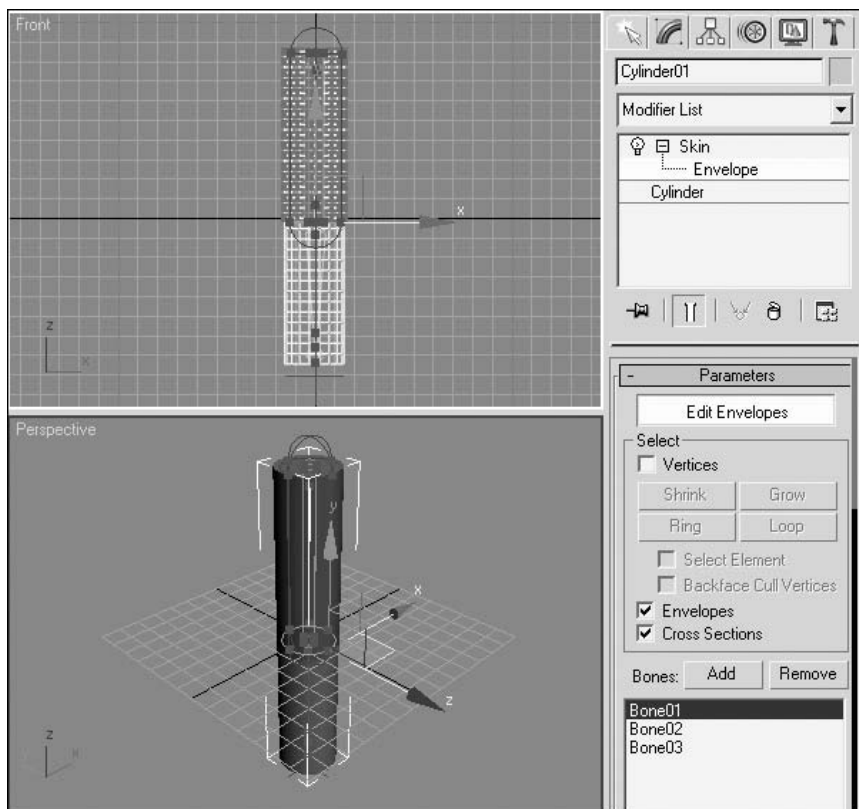 Front
x
z
x
Perspective
y
x
z
z
x
Cylinder01
Modifier List
Skin
Envelope
Cylinder
- Parameters
Edit Envelopes
Select
Vertices
Shrink Grow
Ring Loop
Select Element
Backface Cull Vertices
Envelopes
Cross Sections
Bones: Add Remove
Bone01
Bone02
Bone03